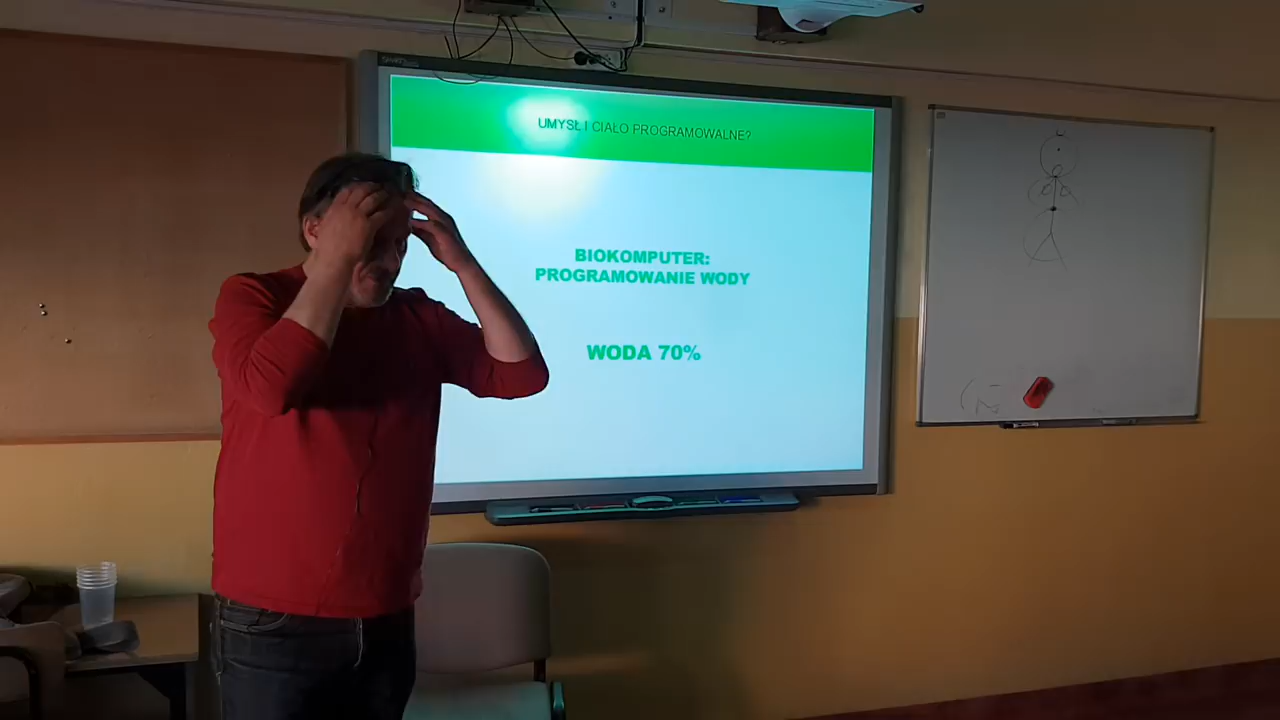 UMYSŁ I CIAŁO PROGRAMOWALNE?
BIOKOMPUTER:
PROGRAMOWANIE WODY
WODA 70%